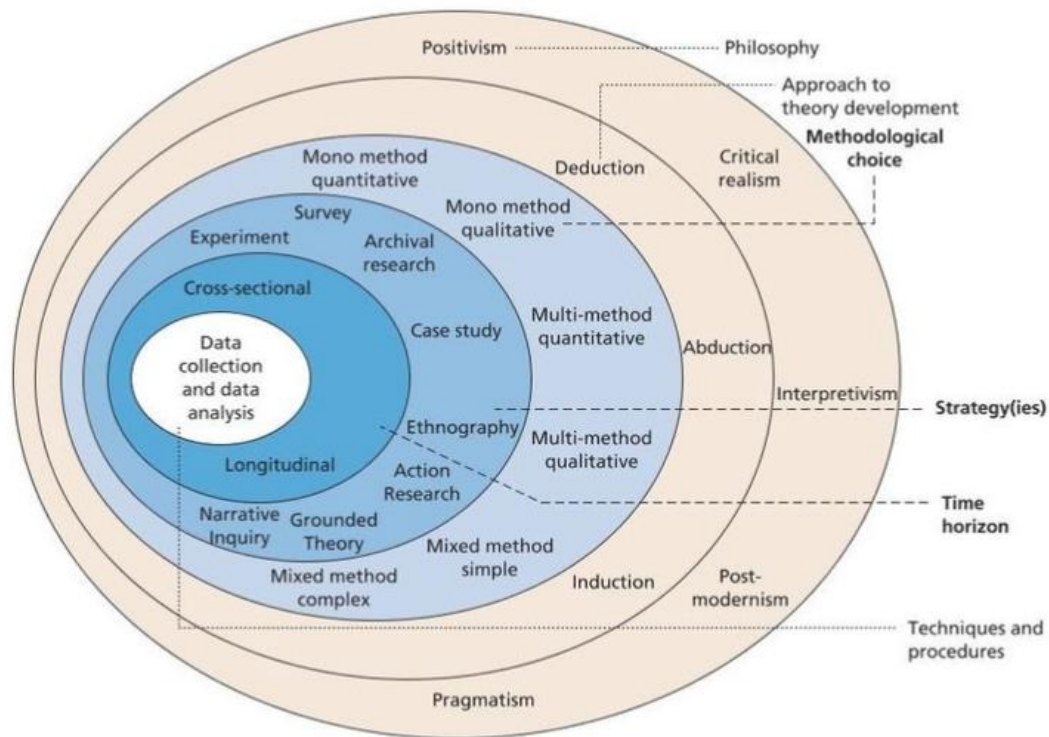 Positivism
Philosophy
Approach to
theory development
Methodological
choice
Mono method
quantitative
Deduction
Critical
realism
Survey
Mono method
qualitative
Experiment
Archival
research
Cross-sectional
Multi-method
quantitative
Case study
Data
collection
and data
analysis
Abduction
Interpretivism
Strategy(ies)
Ethnography
Multi-method
qualitative
Longitudinal
Action
Research
Time
horizon
Narrative
Inquiry
Grounded
Theory
Mixed method
simple
Mixed method
complex
Induction
Post-
modernism
Techniques and
procedures
Pragmatism